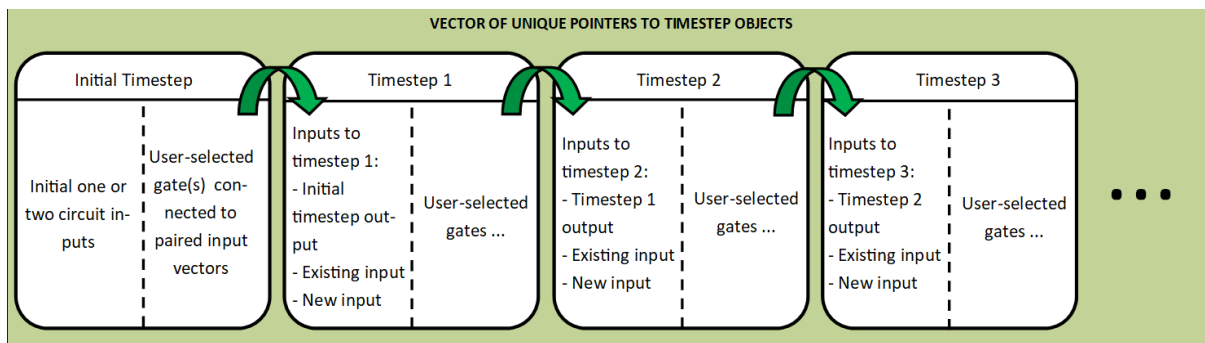 VECTOR OF UNIQUE POINTERS TO TIMESTEP OBJECTS
Initial Timestep
Initial one or
two circuit in-
puts
User-selected
gate(s) con-
nected to
paired input
vectors
Timestep 1
Inputs to
timestep 1:
- Initial
timestep out-
put
- Existing input
- New input
User-selected
gates ...
Timestep 2
Inputs to
timestep 2:
- Timestep 1
output
- Existing input
- New input
User-selected
gates ...
Timestep 3
Inputs to
timestep 3:
- Timestep 2
output
- Existing input
- New input
User-selected
gates ...
...